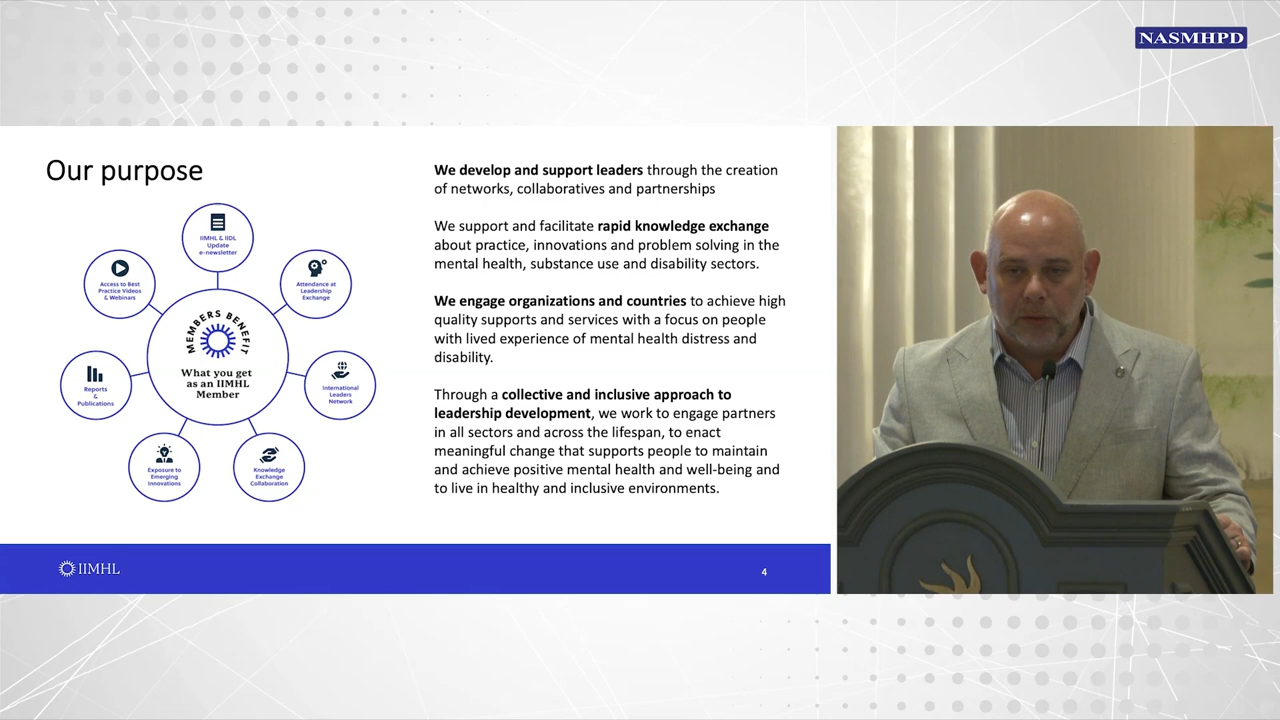 NASMHPD
Our purpose
IIMHL & IIDL
Update
e-newsletter
Attendance at
Leadership
Exchange
International
Leaders
Network
Knowledge
Exchange
Collaboration
Exposure to
Emerging
Innovations
Reports
&
Publications
Access to Best
Practice Videos
& Webinars
MEMBERS BENEFIT
What you get
as an IIMHL
Member
We develop and support leaders through the creation
of networks, collaboratives and partnerships
We support and facilitate rapid knowledge exchange
about practice, innovations and problem solving in the
mental health, substance use and disability sectors.
We engage organizations and countries to achieve high
quality supports and services with a focus on people
with lived experience of mental health distress and
disability.
Through a collective and inclusive approach to
leadership development, we work to engage partners
in all sectors and across the lifespan, to enact
meaningful change that supports people to maintain
and achieve positive mental health and well-being and
to live in healthy and inclusive environments.
IIMHL
4